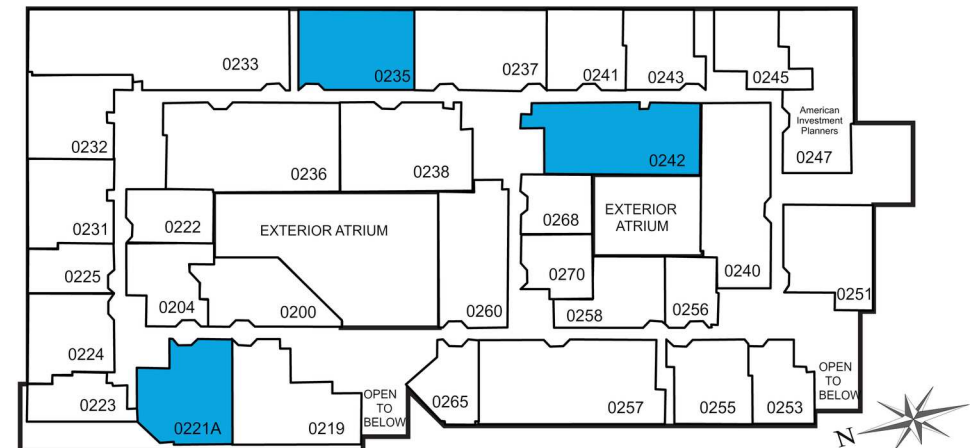 0233
0235
0237
0241
0243
0245
American
Investment
Planners
0247
0232
0236
0238
0242
0231
0222
EXTERIOR ATRIUM
0268
EXTERIOR
ATRIUM
0225
0204
0200
0260
0270
0258
0256
0240
0251
0224
0223
0221A
0219
OPEN
TO
BELOW
0265
0257
0255
0253
OPEN
TO
BELOW
N